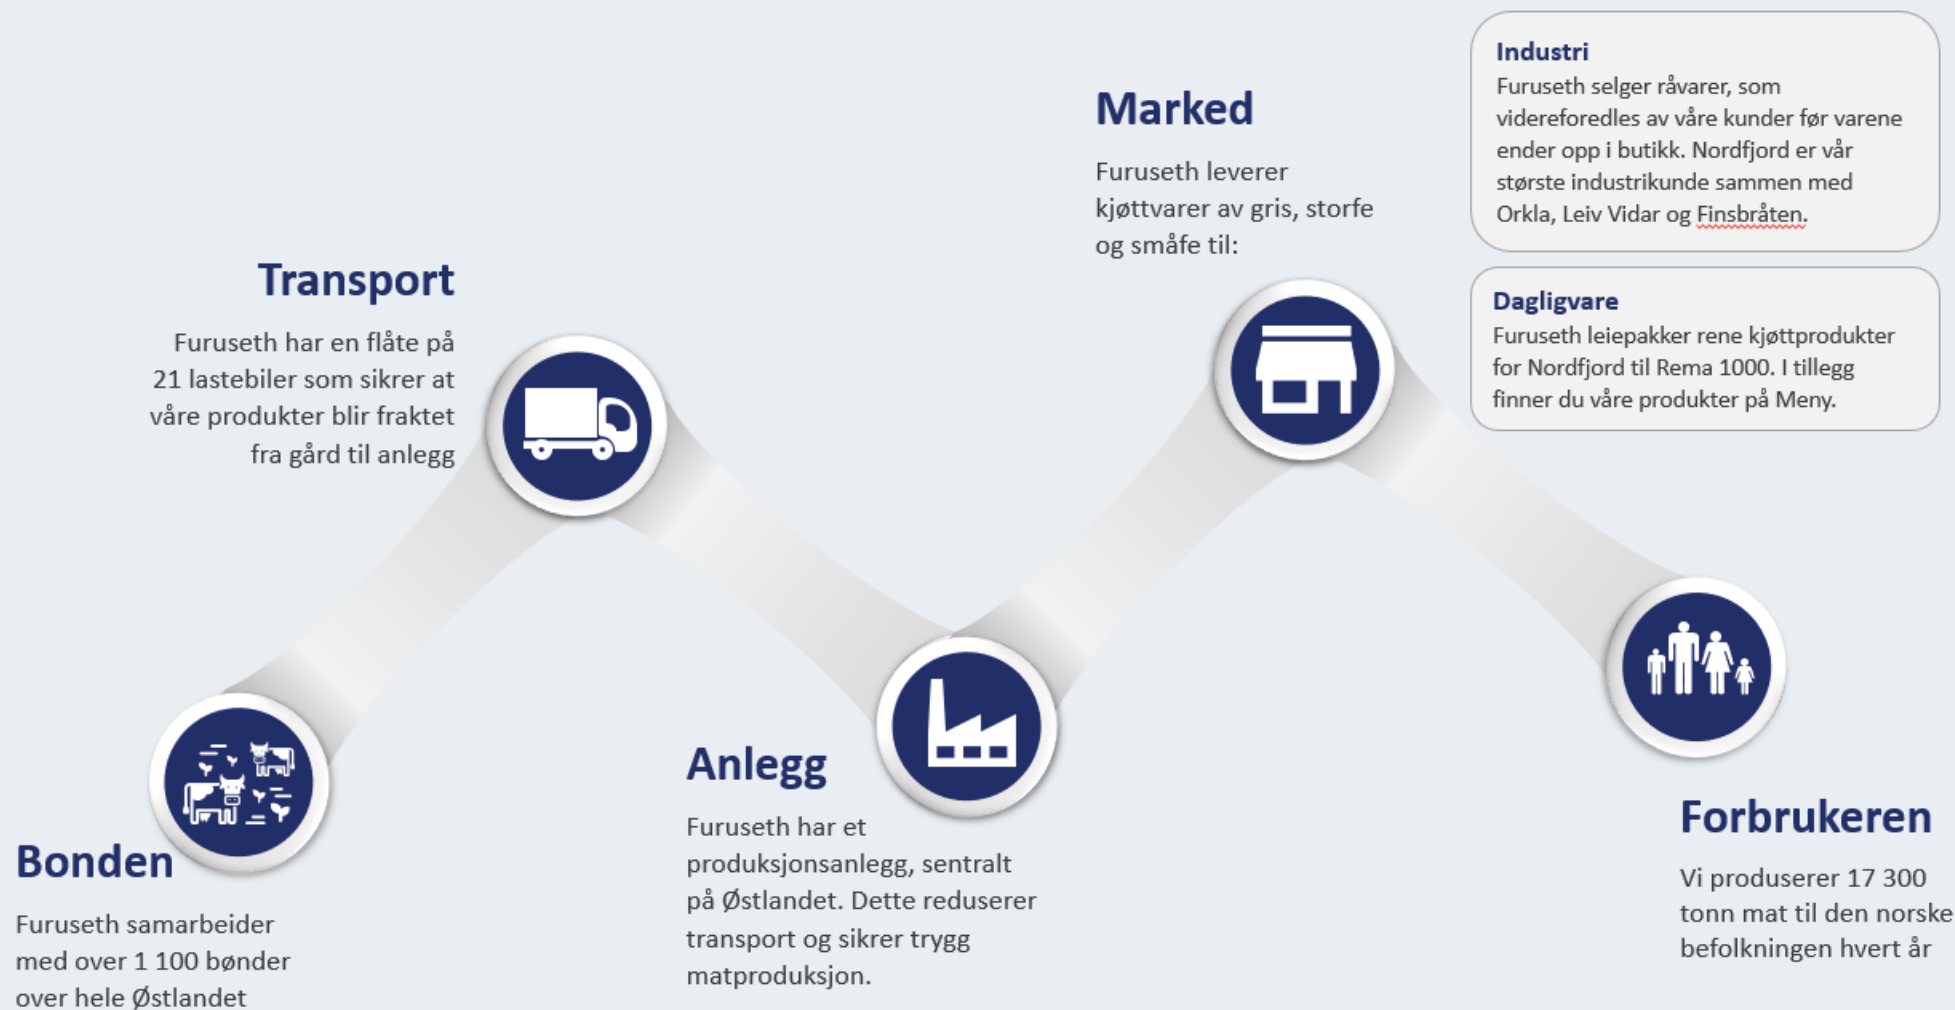 Bonden
Furuseth samarbeider
med over 1 100 bønder
over hele Østlandet
Transport
Furuseth har en flåte på
21 lastebiler som sikrer at
våre produkter blir fraktet
fra gård til anlegg
Anlegg
Furuseth har et
produksjonsanlegg, sentralt
på Østlandet. Dette reduserer
transport og sikrer trygg
matproduksjon.
Marked
Furuseth leverer
kjøttvarer av gris, storfe
og småfe til:
Industri
Furuseth selger råvarer, som
videreforedles av våre kunder før varene
ender opp i butikk. Nordfjord er vår
største industrikunde sammen med
Orkla, Leiv Vidar og Finsbråten.
Dagligvare
Furuseth leiepakker rene kjøttprodukter
for Nordfjord til Rema 1000. I tillegg
finner du våre produkter på Meny.
Forbrukeren
Vi produserer 17 300
tonn mat til den norske
befolkningen hvert år